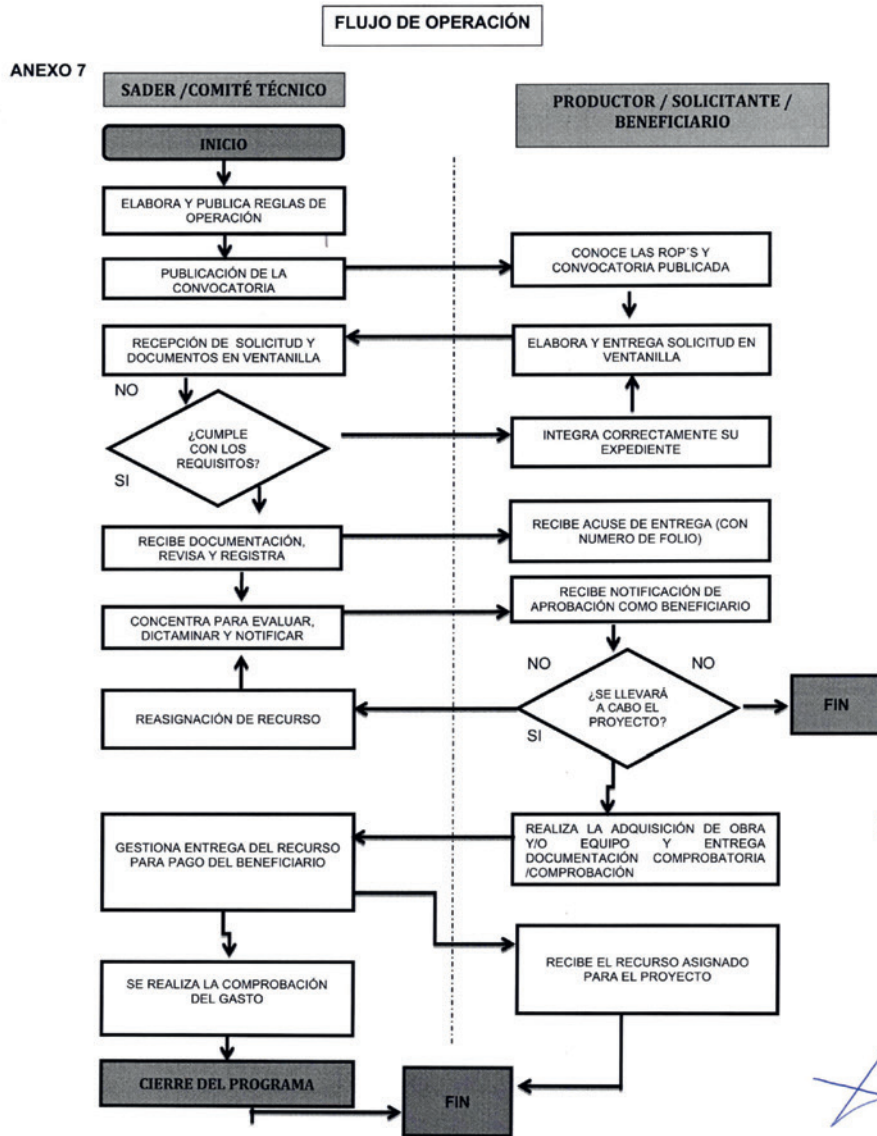 FLUJO DE OPERACIÓN
ANEXO 7
SADER /COMITÉ TÉCNICO
PRODUCTOR / SOLICITANTE /
BENEFICIARIO
INICIO
ELABORA Y PUBLICA REGLAS DE
OPERACIÓN
PUBLICACIÓN DE LA
CONVOCATORIA
CONOCE LAS ROP´S Y
CONVOCATORIA PUBLICADA
RECEPCIÓN DE SOLICITUD Y
DOCUMENTOS EN VENTANILLA
ELABORA Y ENTREGA SOLICITUD EN
VENTANILLA
NO
¿CUMPLE
CON LOS
REQUISITOS?
SI
INTEGRA CORRECTAMENTE SU
EXPEDIENTE
RECIBE DOCUMENTACIÓN,
REVISA Y REGISTRA
RECIBE ACUSE DE ENTREGA (CON
NUMERO DE FOLIO)
CONCENTRA PARA EVALUAR,
DICTAMINAR Y NOTIFICAR
RECIBE NOTIFICACIÓN DE
APROBACIÓN COMO BENEFICIARIO
NO
NO
REASIGNACIÓN DE RECURSO
¿SE LLEVARÁ
A CABO EL
PROYECTO?
SI
FIN
GESTIONA ENTREGA DEL RECURSO
PARA PAGO DEL BENEFICIARIO
REALIZA LA ADQUISICIÓN DE OBRA
Y/O EQUIPO Y ENTREGA
DOCUMENTACIÓN COMPROBATORIA
/COMPROBACIÓN
SE REALIZA LA COMPROBACIÓN
DEL GASTO
RECIBE EL RECURSO ASIGNADO
PARA EL PROYECTO
CIERRE DEL PROGRAMA
FIN